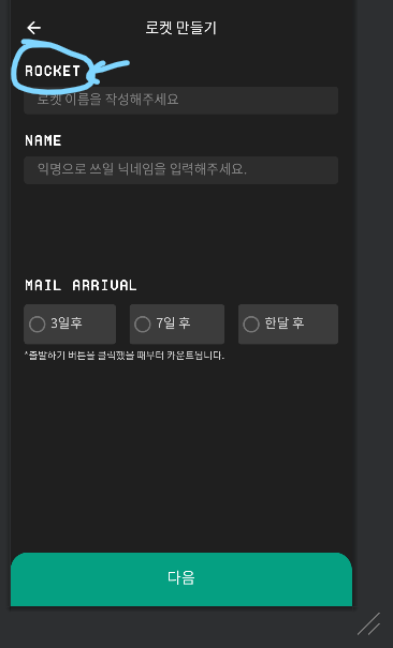 로켓 만들기
ROCKET
로켓 이름을 작성해주세요
NAME
익명으로 쓰일 닉네임을 입력해주세요.
MAIL ARRIVAL
3일후
7일 후
한달 후
*출발하기 버튼을 클릭했을 때부터 카운트됩니다.
다음